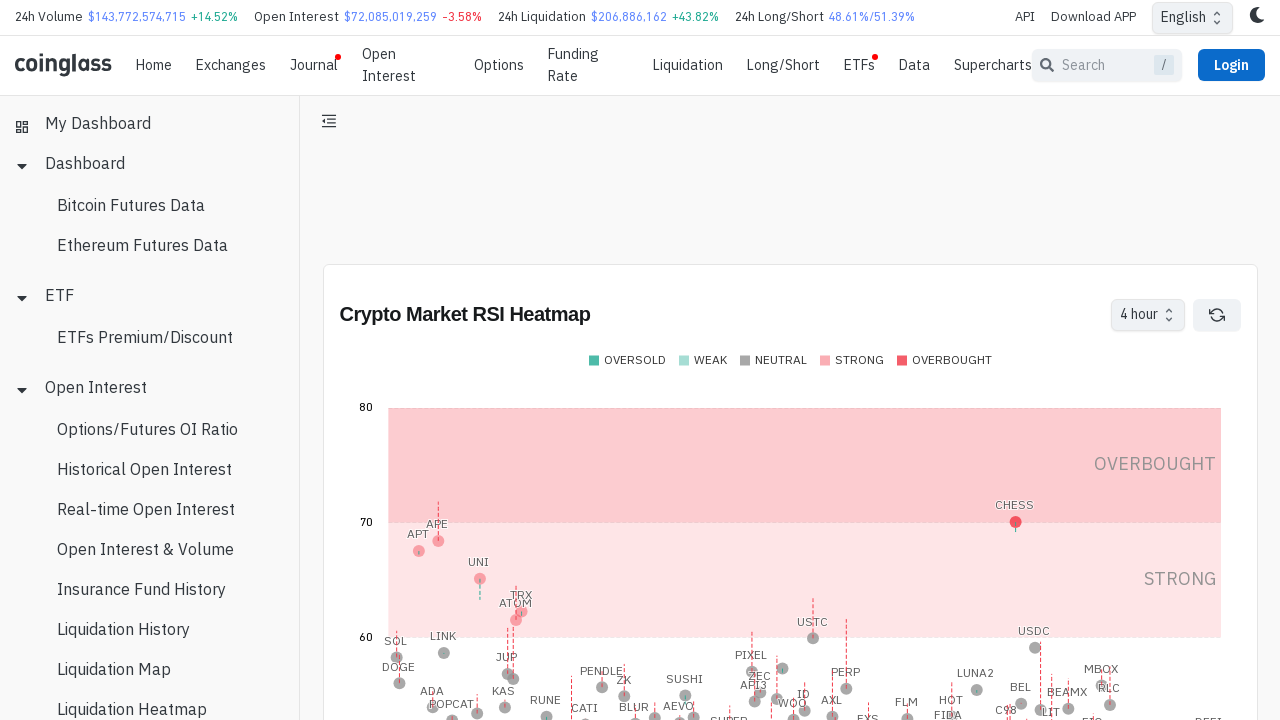 24h Volume $143,772,574,715 +14.52% Open Interest $72,085,019,259 -3.58% 24h Liquidation $206,886,162 +43.82% 24h Long/Short 48.61%/51.39% API Download APP English
coinglass Home Exchanges Journal Open Interest Options Funding Rate Liquidation Long/Short ETFs Data Supercharts Search / Login
My Dashboard
Dashboard
Bitcoin Futures Data
Ethereum Futures Data
ETF
ETFs Premium/Discount
Open Interest
Options/Futures OI Ratio
Historical Open Interest
Real-time Open Interest
Open Interest & Volume
Insurance Fund History
Liquidation History
Liquidation Map
Liquidation Heatmap
Crypto Market RSI Heatmap 4 hour
OVERSOLD WEAK NEUTRAL STRONG OVERBOUGHT
80
OVERBOUGHT
CHESS
70
APE
APT
UNI
STRONG
TRX
ATOM
USTC
USDC
60
SOL LINK
JUP PIXEL
DOGE PENDLE PERP LUNA2 MBOX
ZK ZEC SUSHI
API3 BEL RLC
ADA KAS ID BEAMX
POPCAT RUNE AXL FLM HOT
CATI BLUR AEVO WOO C98 LIT
FIDA